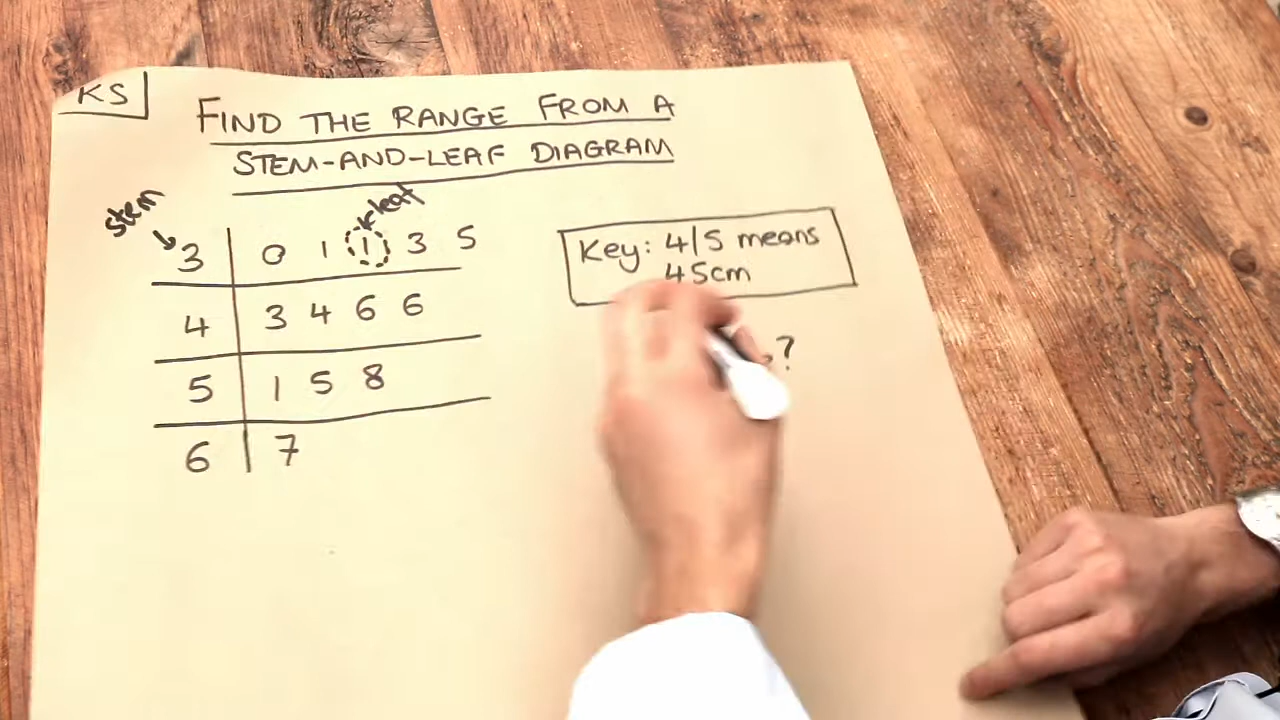 KS
FIND THE RANGE FROM A
STEM-AND-LEAF DIAGRAM
stem
leaf
3 0 1 1 3 5
4 3 4 6 6
5 1 5 8
6 7
Key: 4/5 means
45cm
?